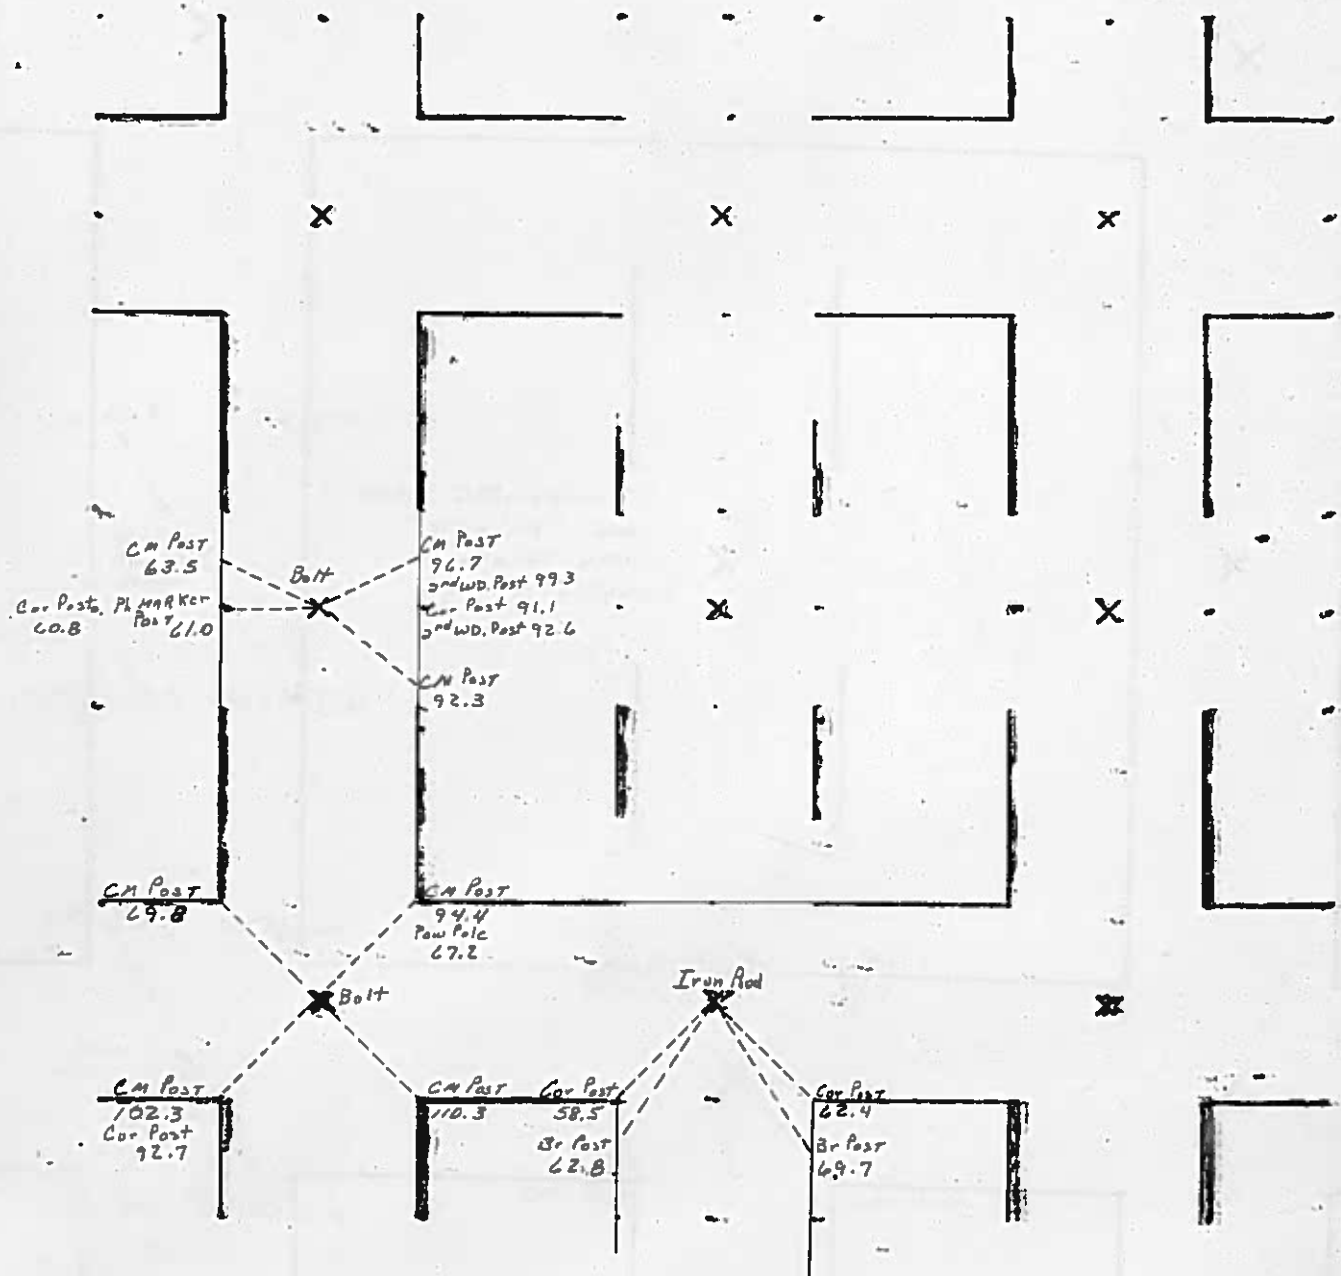 CM Post
63.5
Bolt
CM Post
96.7
2nd WD. Post 99.3
Cor Post
60.8
Ph MARKer
Post 61.0
Cor Post 91.1
2nd WD. Post 92.6
CM Post
92.3
CM Post
69.8
CM Post
94.4
Pow Pole
67.2
Bolt
Iron Rod
CM Post
102.3
Cor Post
92.7
CM Post
110.3
Cor Post
58.5
Br Post
62.8
Cor Post
62.4
Br Post
69.7